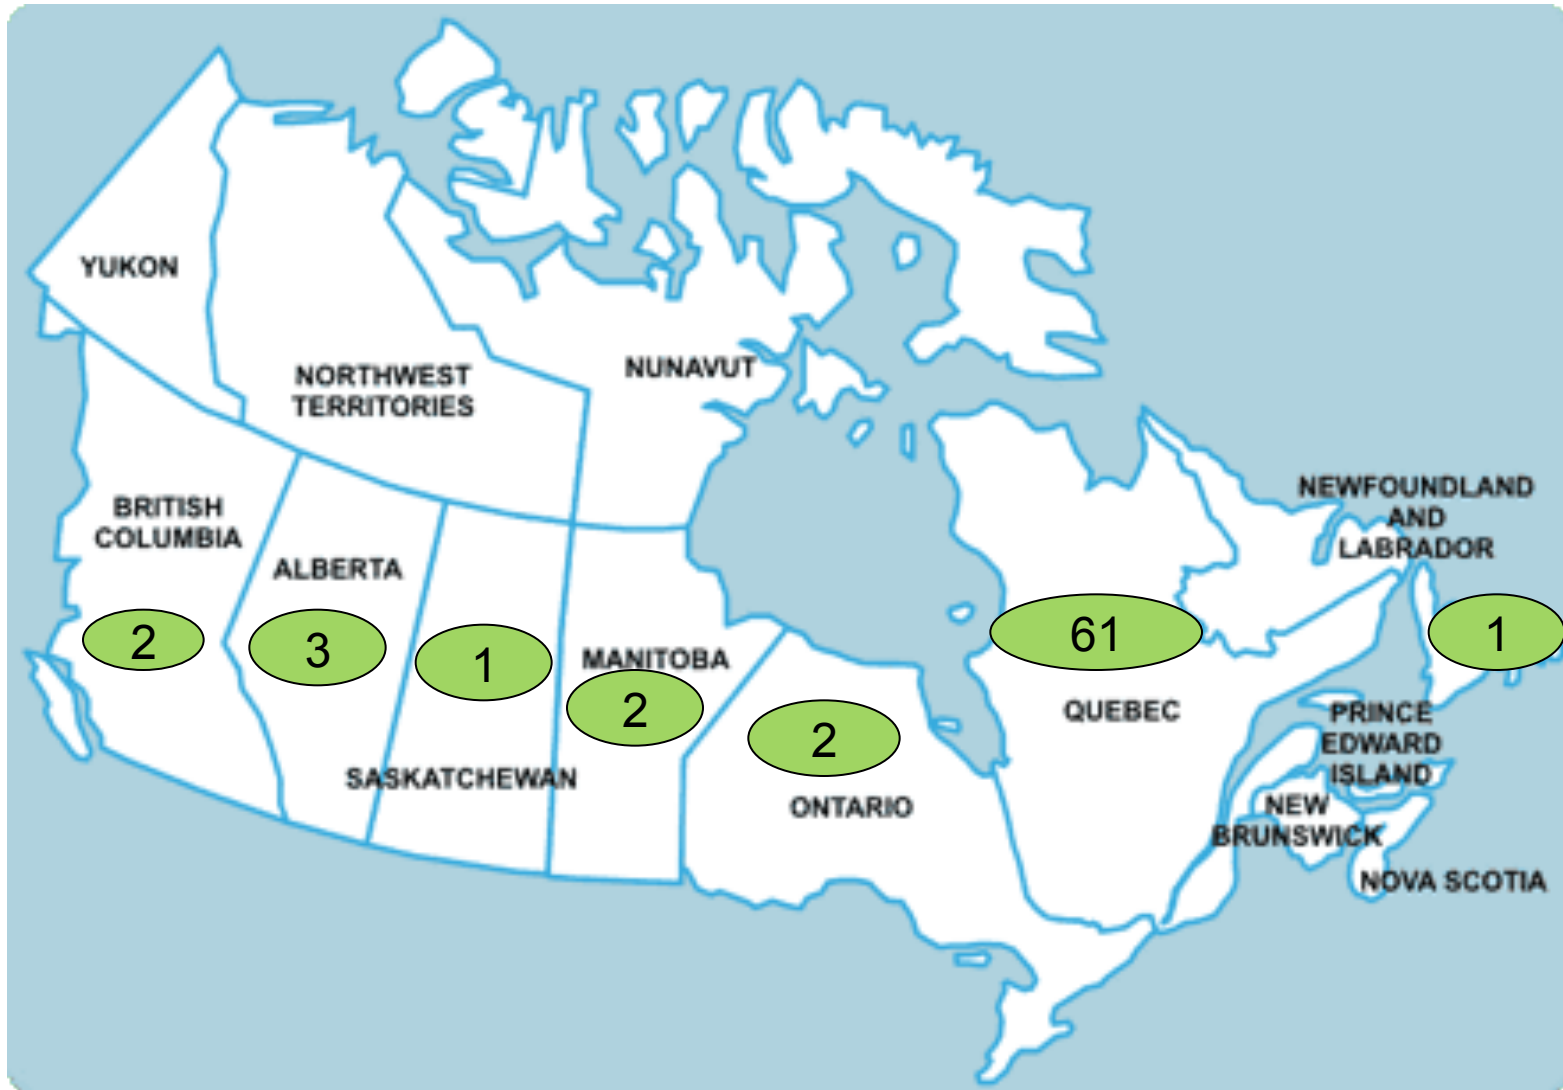 YUKON
NORTHWEST
TERRITORIES
NUNAVUT
BRITISH
COLUMBIA
2
ALBERTA
3
1
SASKATCHEWAN
MANITOBA
2
2
ONTARIO
61
QUEBEC
NEWFOUNDLAND
AND
LABRADOR
1
PRINCE
EDWARD
ISLAND
NEW
BRUNSWICK
NOVA SCOTIA